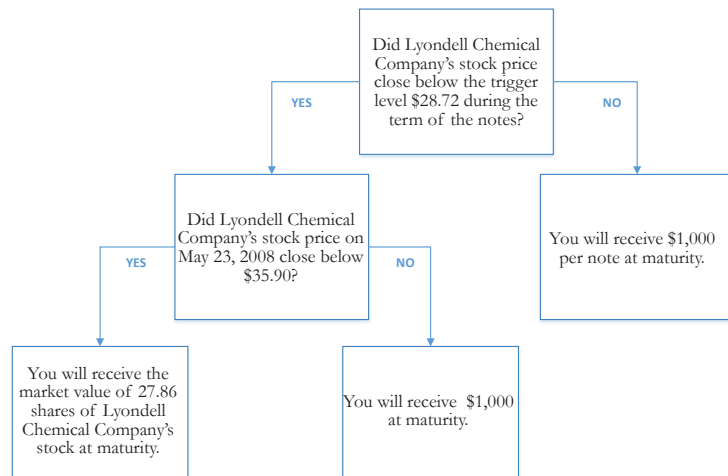 Did Lyondell Chemical
Company's stock price
close below the trigger
level $28.72 during the
term of the notes?
YES
NO
Did Lyondell Chemical
Company's stock price on
May 23, 2008 close below
$35.90?
You will receive $1,000
per note at maturity.
YES
NO
You will receive the
market value of 27.86
shares of Lyondell
Chemical Company's
stock at maturity.
You will receive $1,000
at maturity.